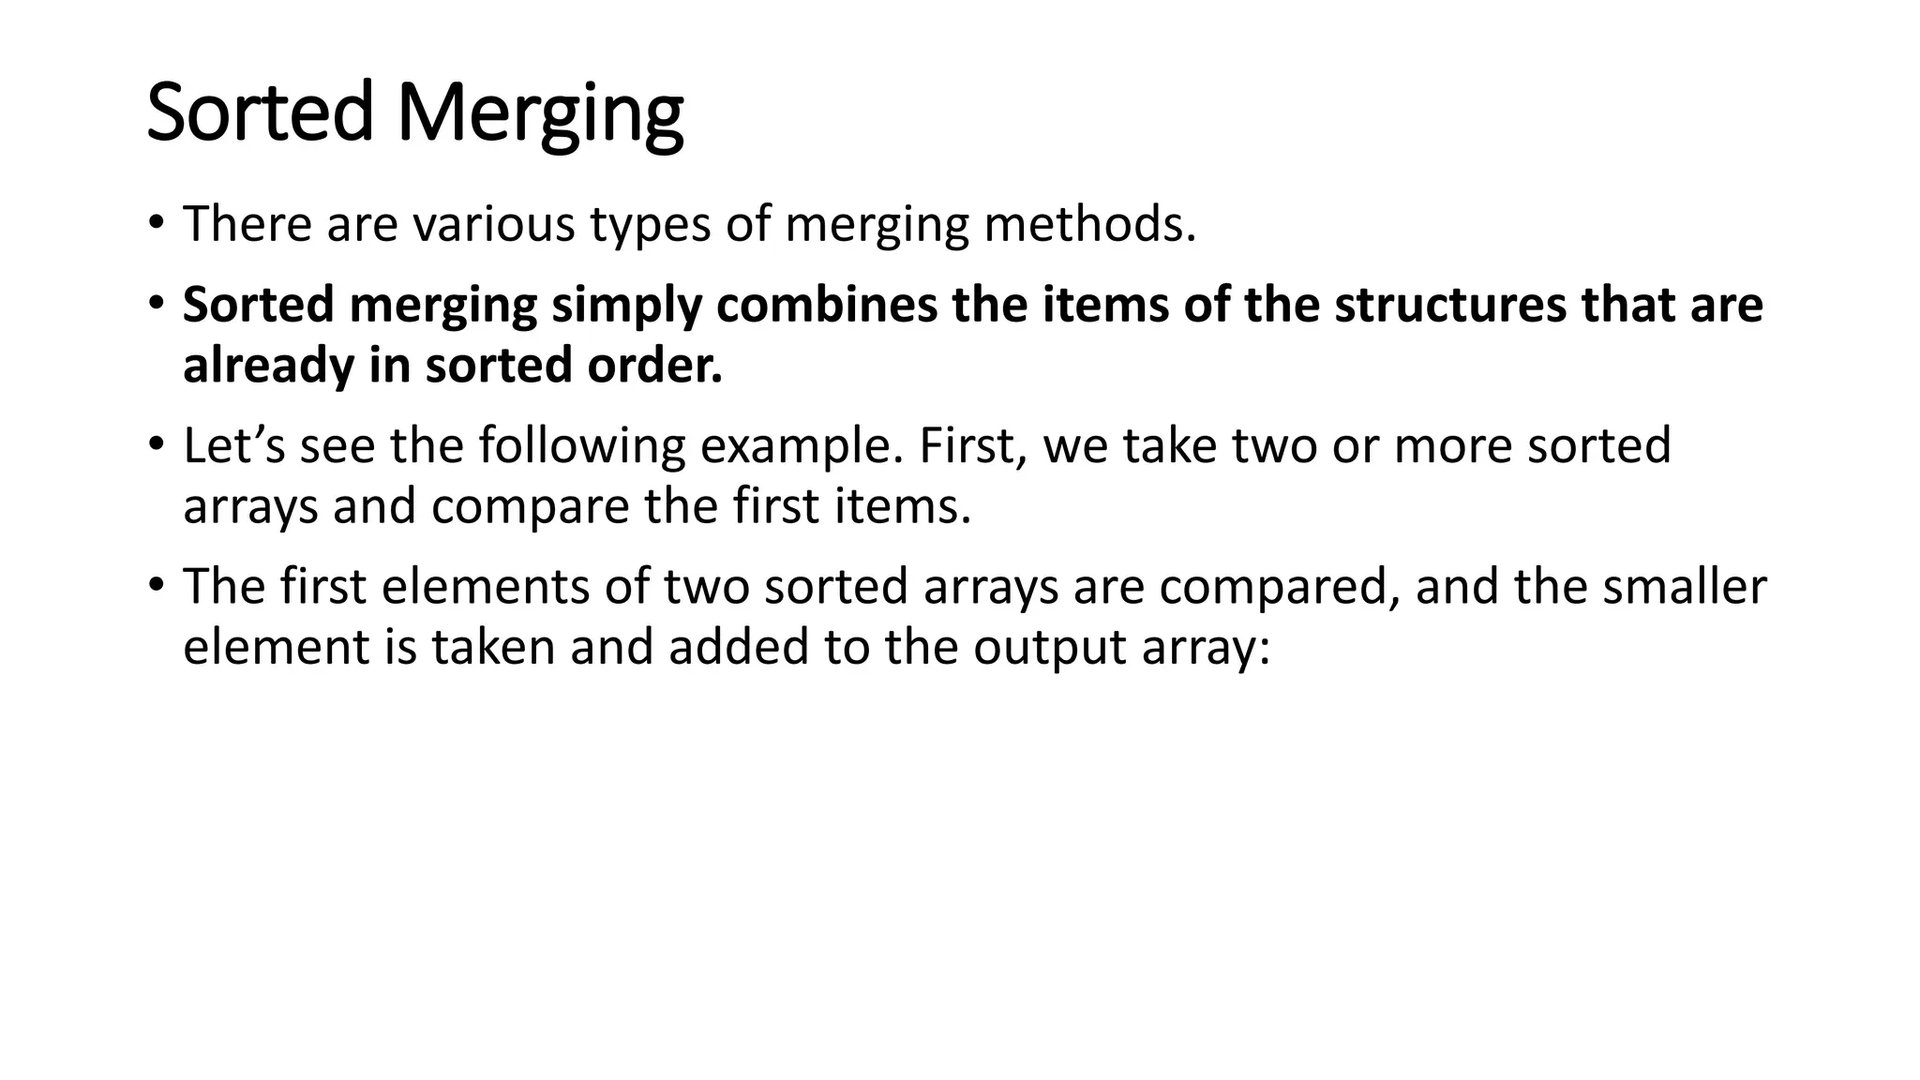 Sorted Merging
• There are various types of merging methods.
• Sorted merging simply combines the items of the structures that are
already in sorted order.
• Let’s see the following example. First, we take two or more sorted
arrays and compare the first items.
• The first elements of two sorted arrays are compared, and the smaller
element is taken and added to the output array: